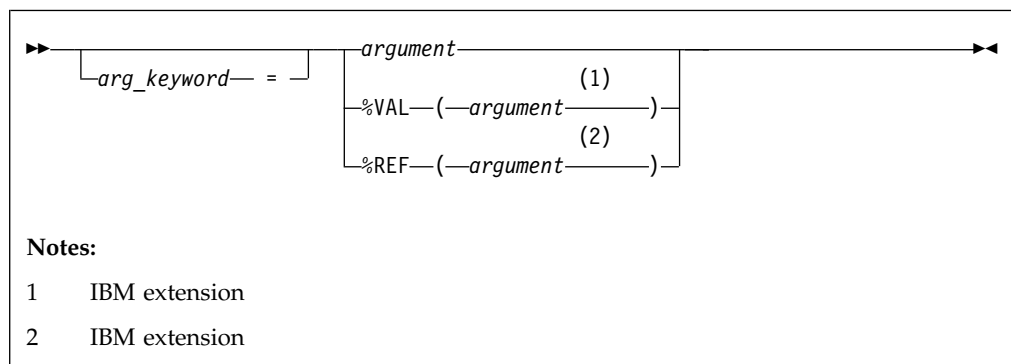 argument
arg_keyword =
(1)
%VAL ( argument )
(2)
%REF ( argument )
Notes:
1 IBM extension
2 IBM extension